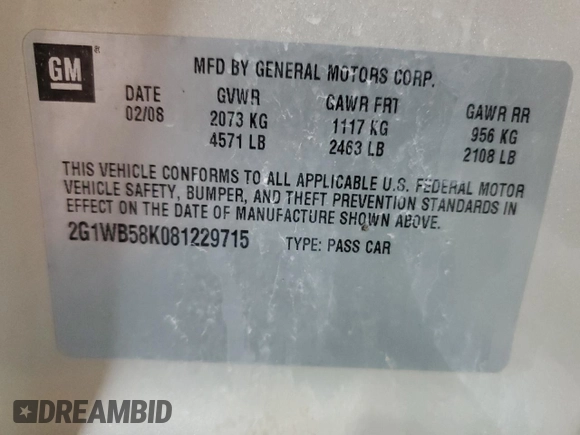 GM ®
MFD BY GENERAL MOTORS CORP.
DATE GVWR GAWR FRT GAWR RR
02/08 2073 KG 1117 KG 956 KG
4571 LB 2463 LB 2108 LB
THIS VEHICLE CONFORMS TO ALL APPLICABLE U.S. FEDERAL MOTOR
VEHICLE SAFETY, BUMPER, AND THEFT PREVENTION STANDARDS IN
EFFECT ON THE DATE OF MANUFACTURE SHOWN ABOVE.
2G1WB58K081229715 TYPE: PASS CAR
DREAMBID